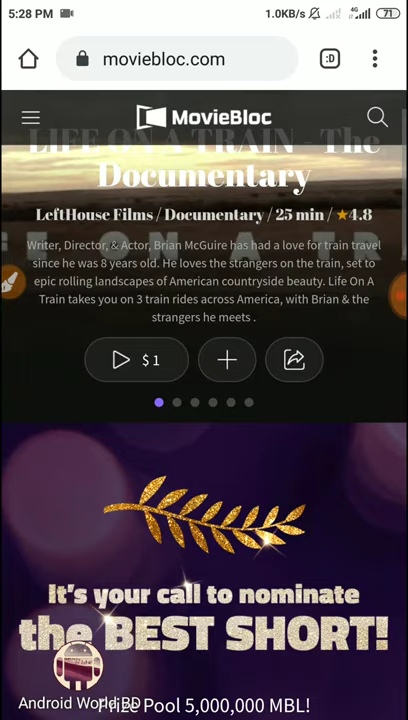 5:28 PM 1.0KB/s 4G 71
moviebloc.com :D
MovieBloc
LIFE ON A TRAIN - The
Documentary
LeftHouse Films / Documentary / 25 min / ★4.8
Writer, Director, & Actor, Brian McGuire has had a love for train travel
since he was 8 years old. He loves the strangers on the train, set to
epic rolling landscapes of American countryside beauty. Life On A
Train takes you on 3 train rides across America, with Brian & the
strangers he meets .
$ 1
It's your call to nominate
the BEST SHORT!
Prize Pool 5,000,000 MBL!
Android World BD